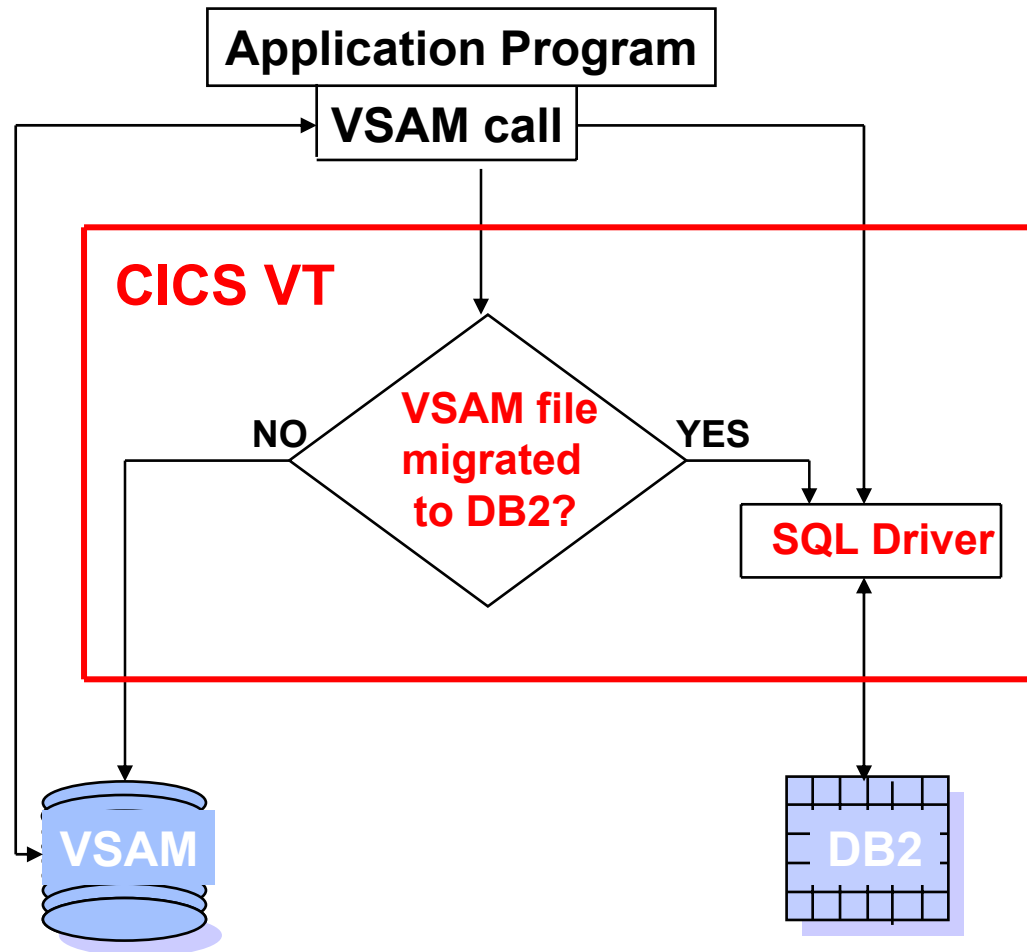 Application Program
VSAM call
CICS VT
NO
VSAM file
migrated
to DB2?
YES
SQL Driver
VSAM
DB2